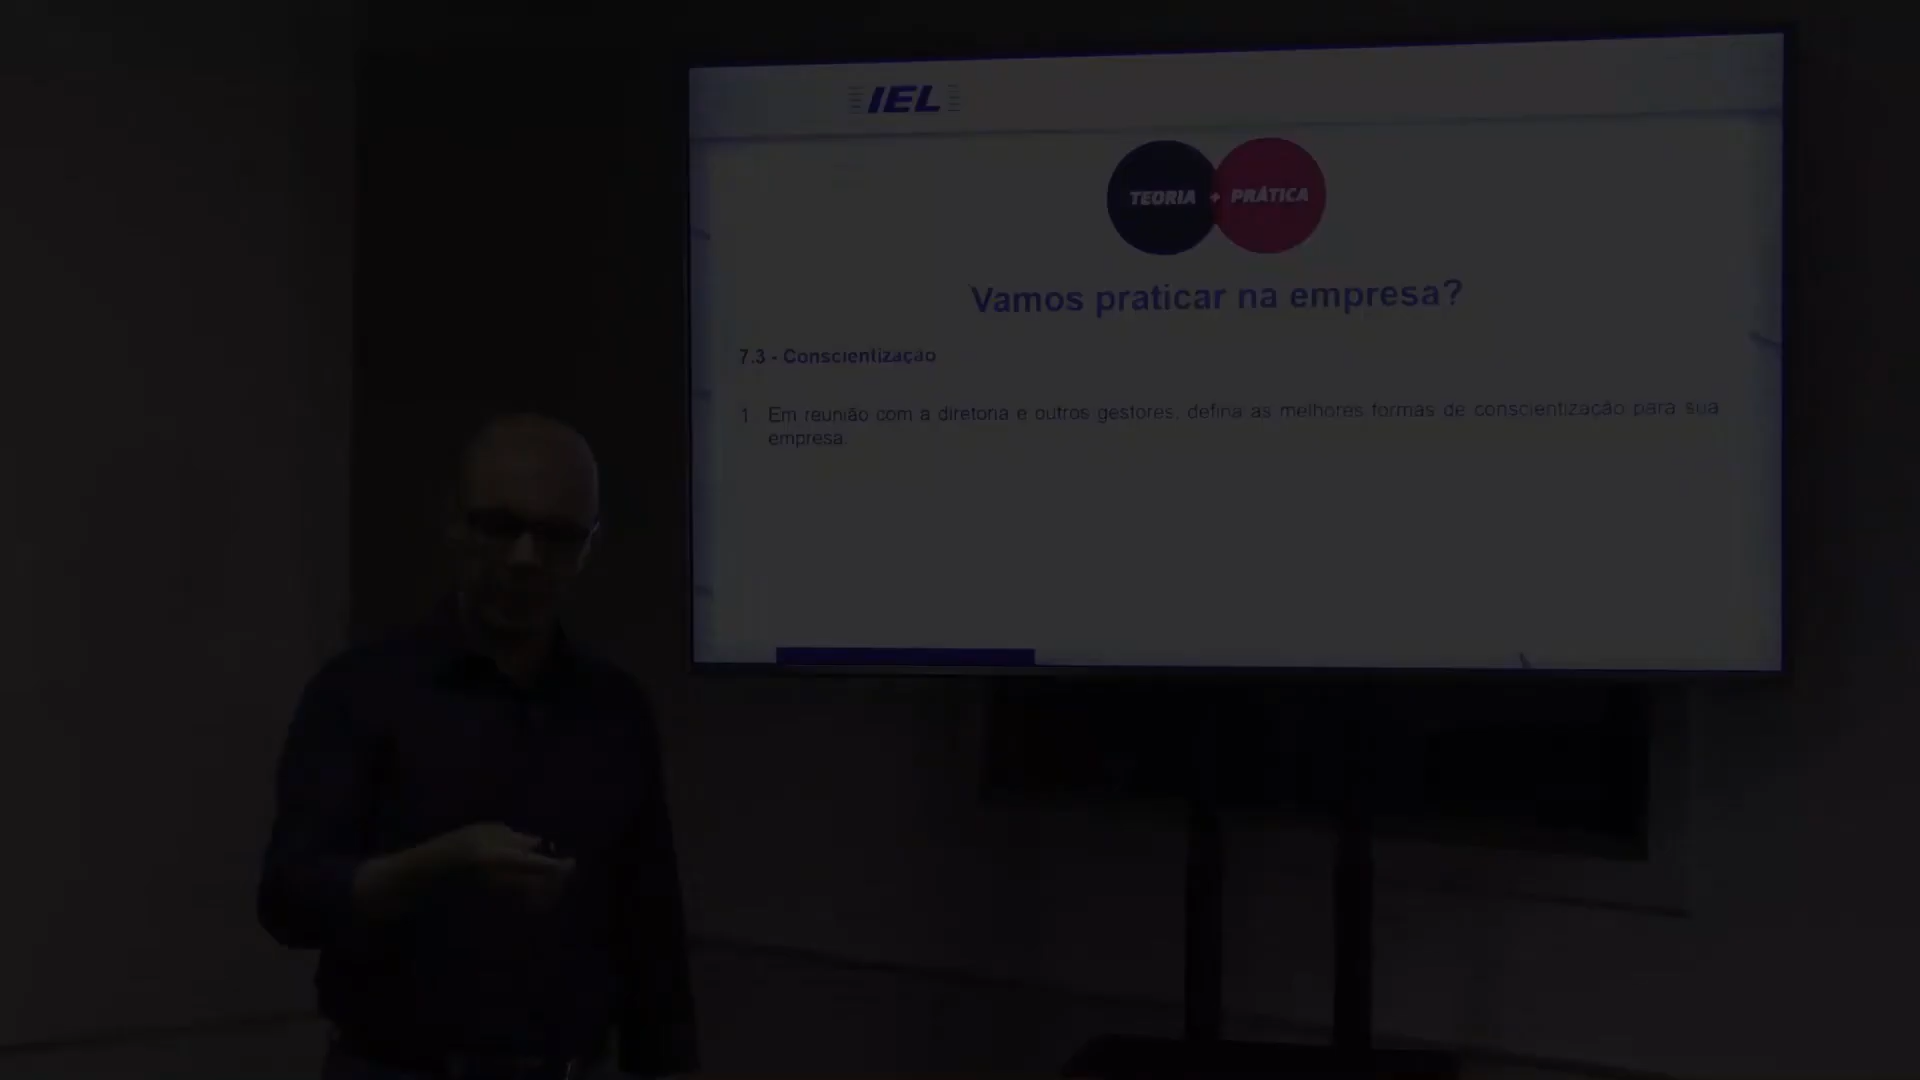 IEL
TEORIA + PRÁTICA
Vamos praticar na empresa?
7.3 - Conscientização
1. Em reunião com a diretoria e outros gestores, defina as melhores formas de conscientização para sua
empresa.